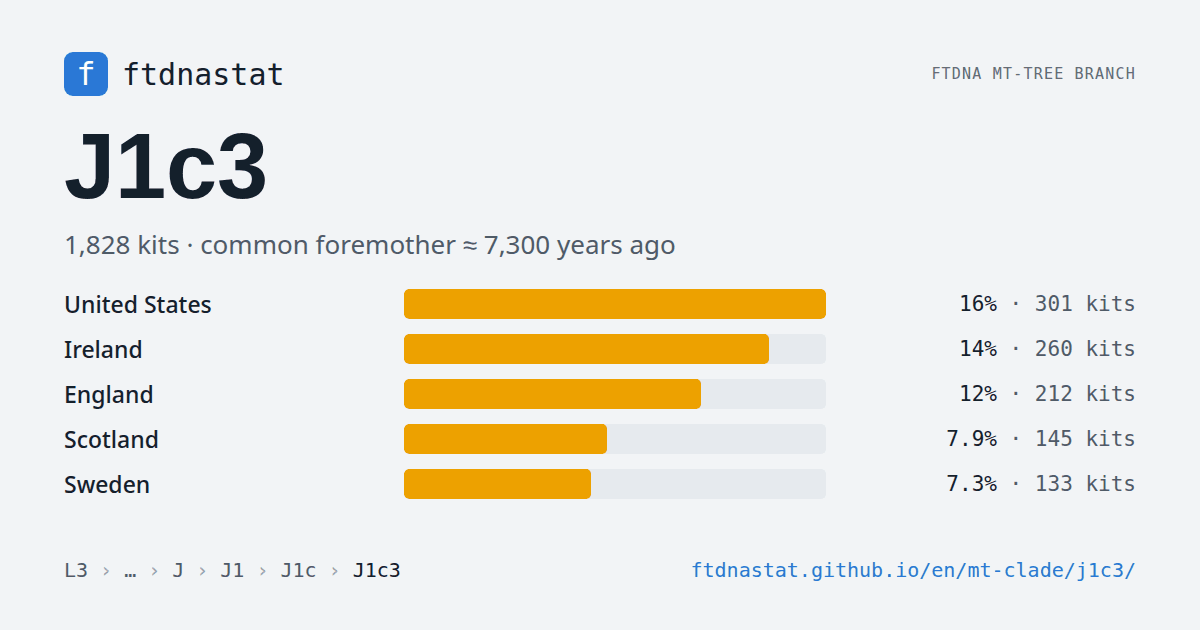 f ftdnastat
FTDNA MT-TREE BRANCH
J1c3
1,828 kits · common foremother ≈ 7,300 years ago
United States 16% · 301 kits
Ireland 14% · 260 kits
England 12% · 212 kits
Scotland 7.9% · 145 kits
Sweden 7.3% · 133 kits
L3 › … › J › J1 › J1c › J1c3
ftdnastat.github.io/en/mt-clade/j1c3/